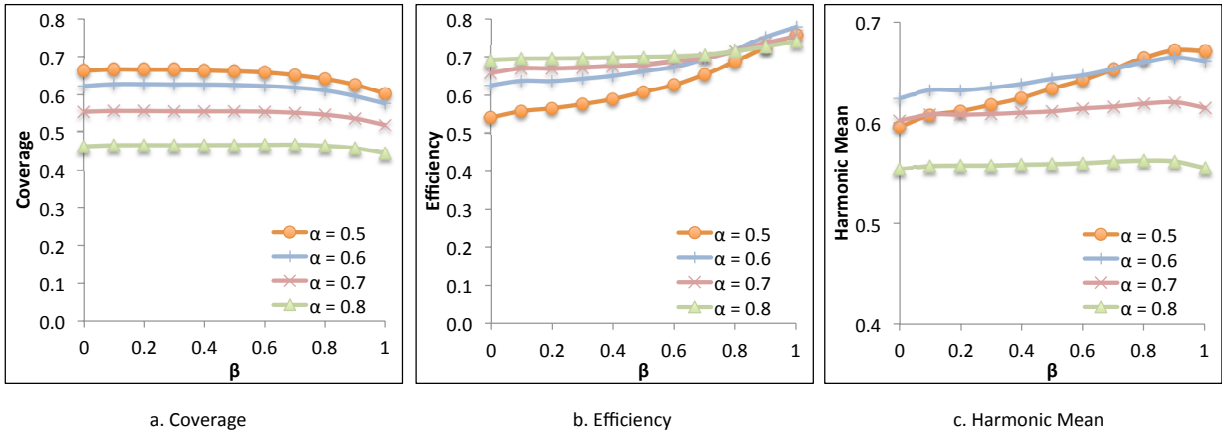 0.8
0.7
0.6
0.5
0.4
0.3
0.2
0.1
0.0
Coverage
α = 0.5
α = 0.6
α = 0.7
α = 0.8
0 0.2 0.4 0.6 0.8 1
β
a. Coverage
0.8
0.7
0.6
0.5
0.4
0.3
0.2
0.1
0.0
Efficiency
α = 0.5
α = 0.6
α = 0.7
α = 0.8
0 0.2 0.4 0.6 0.8 1
β
b. Efficiency
0.7
0.6
0.5
0.4
Harmonic Mean
α = 0.5
α = 0.6
α = 0.7
α = 0.8
0 0.2 0.4 0.6 0.8 1
β
c. Harmonic Mean